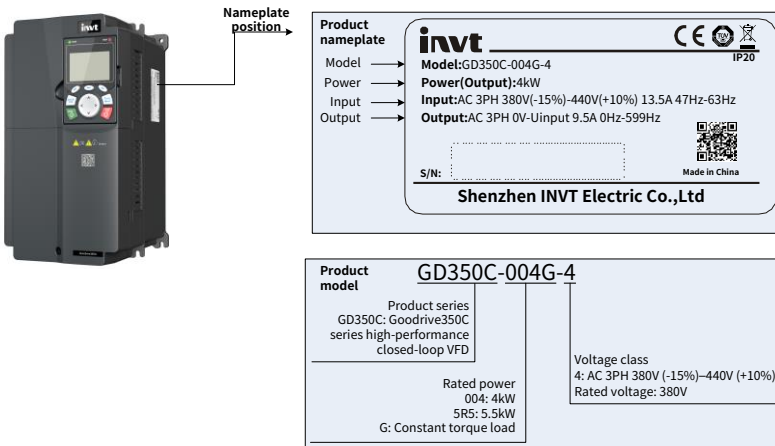 Nameplate
position
invt
Product
nameplate
Model
Power
Input
Output
invt
CE
TÜV
IP20
Model:GD350C-004G-4
Power(Output):4kW
Input:AC 3PH 380V(-15%)-440V(+10%) 13.5A 47Hz-63Hz
Output:AC 3PH 0V-Uinput 9.5A 0Hz-599Hz
S/N:
Made in China
Shenzhen INVT Electric Co.,Ltd
Product
model
GD350C-004G-4
Product series
GD350C: Goodrive350C
series high-performance
closed-loop VFD
Rated power
004: 4kW
5R5: 5.5kW
G: Constant torque load
Voltage class
4: AC 3PH 380V (-15%)–440V (+10%)
Rated voltage: 380V